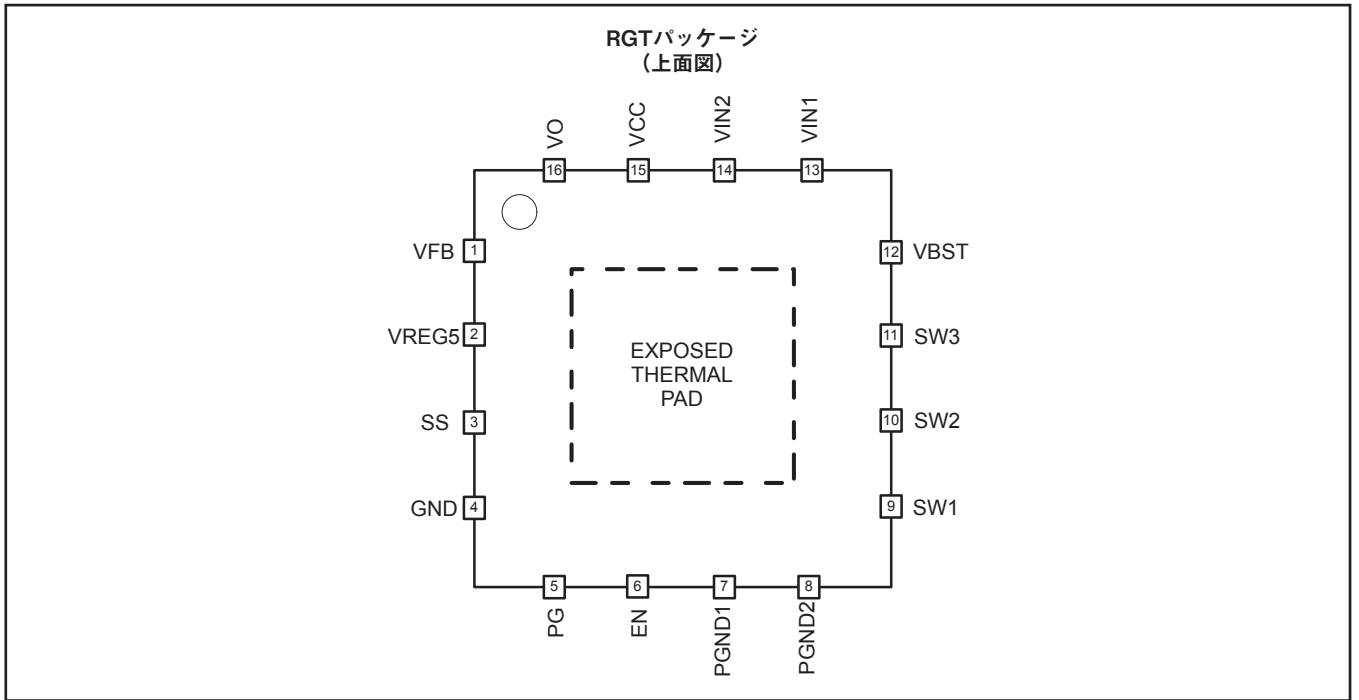 RGTパッケージ
(上面図)
VO
VCC
VIN2
VIN1
16
15
14
13
VFB
1
12
VBST
VREG5
2
11
SW3
EXPOSED
THERMAL
PAD
SS
3
10
SW2
GND
4
9
SW1
5
6
7
8
PG
EN
PGND1
PGND2